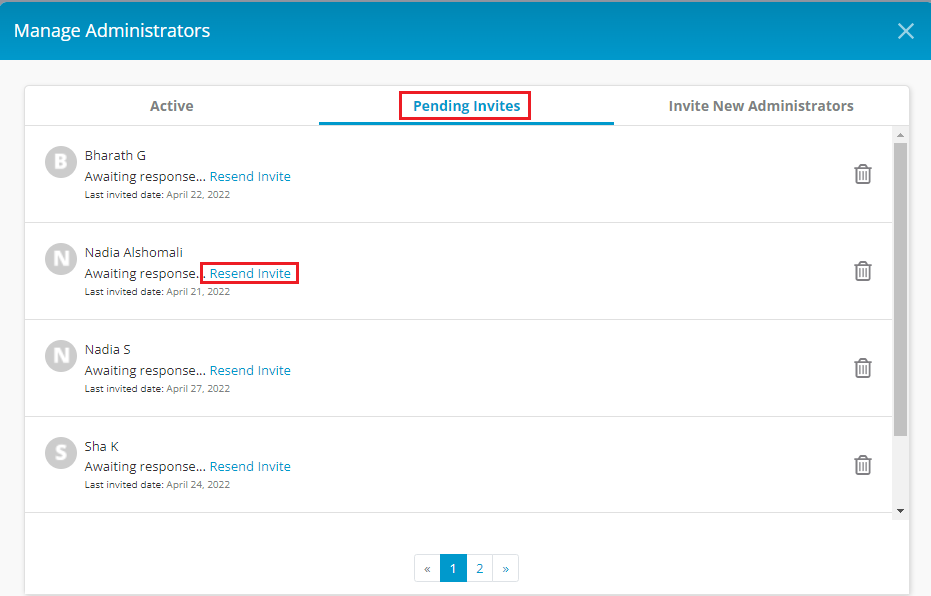 Manage Administrators
Active
Pending Invites
Invite New Administrators
B
Bharath G
Awaiting response... Resend Invite
Last invited date: April 22, 2022
N
Nadia Alshomali
Awaiting response... Resend Invite
Last invited date: April 21, 2022
N
Nadia S
Awaiting response... Resend Invite
Last invited date: April 27, 2022
S
Sha K
Awaiting response... Resend Invite
Last invited date: April 24, 2022
« 1 2 »